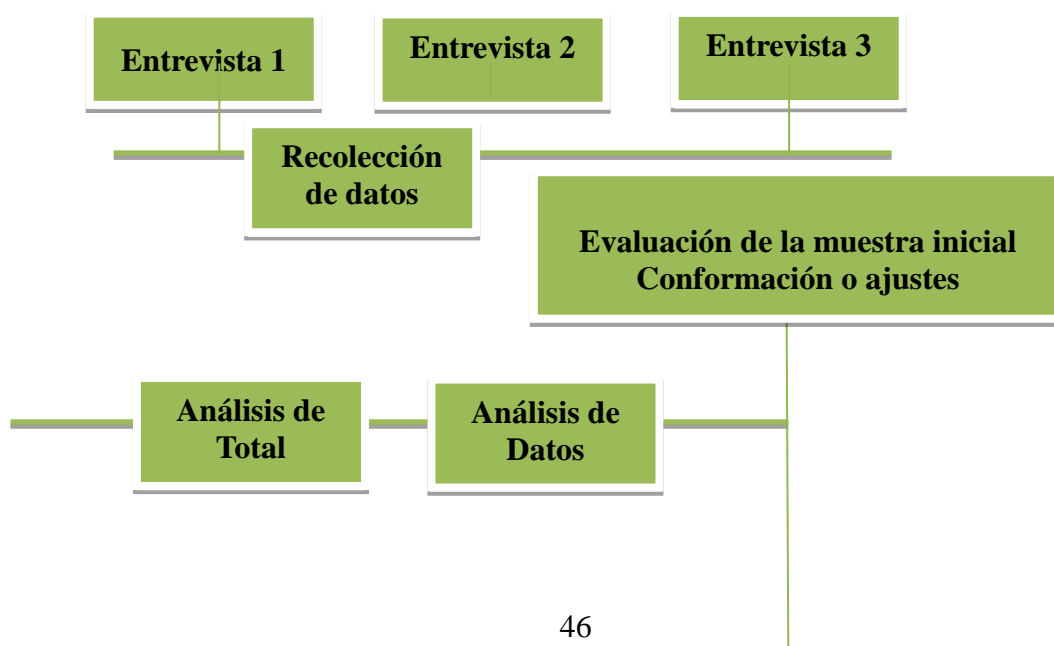 Entrevista 1
Entrevista 2
Entrevista 3
Recolección
de datos
Evaluación de la muestra inicial
Conformación o ajustes
Análisis de
Total
Análisis de
Datos
46